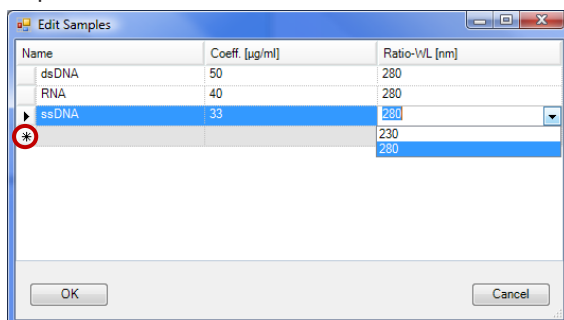 Edit Samples
Name Coeff. [µg/ml] Ratio-WL [nm]
dsDNA 50 280
RNA 40 280
ssDNA 33 280
230
280
OK Cancel